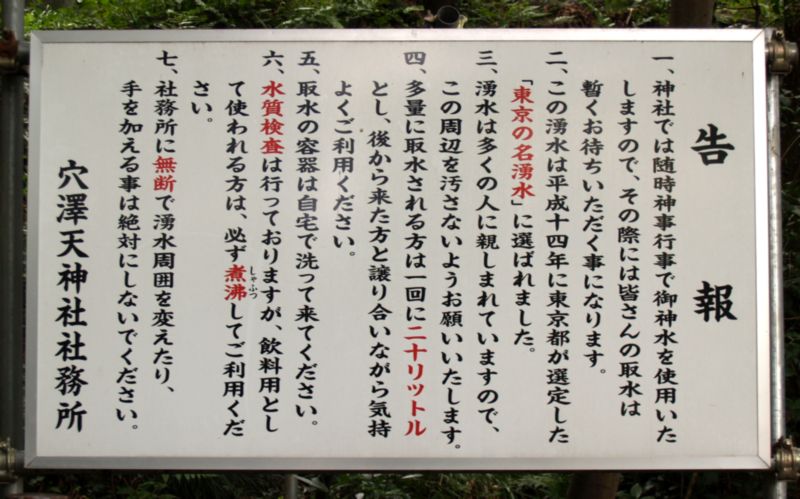 告報
一、神社では随時神事行事で御神水を使用いた
しますので、その際には皆さんの取水は
暫くお待ちいただく事になります。
二、この湧水は平成十四年に東京都が選定した
「東京の名湧水」に選ばれました。
三、湧水は多くの人に親しまれていますので、
この周辺を汚さないようお願いいたします。
四、多量に取水される方は一回に二十リットル
とし、後から来た方と譲り合いながら気持
よくご利用ください。
五、取水の容器は自宅で洗って来てください。
六、水質検査は行っておりますが、飲料用とし
て使われる方は、必ず煮沸してご利用くだ
しゃふつ
さい。
七、社務所に無断で湧水周囲を変えたり、
手を加える事は絶対にしないでください。
穴澤天神社社務所